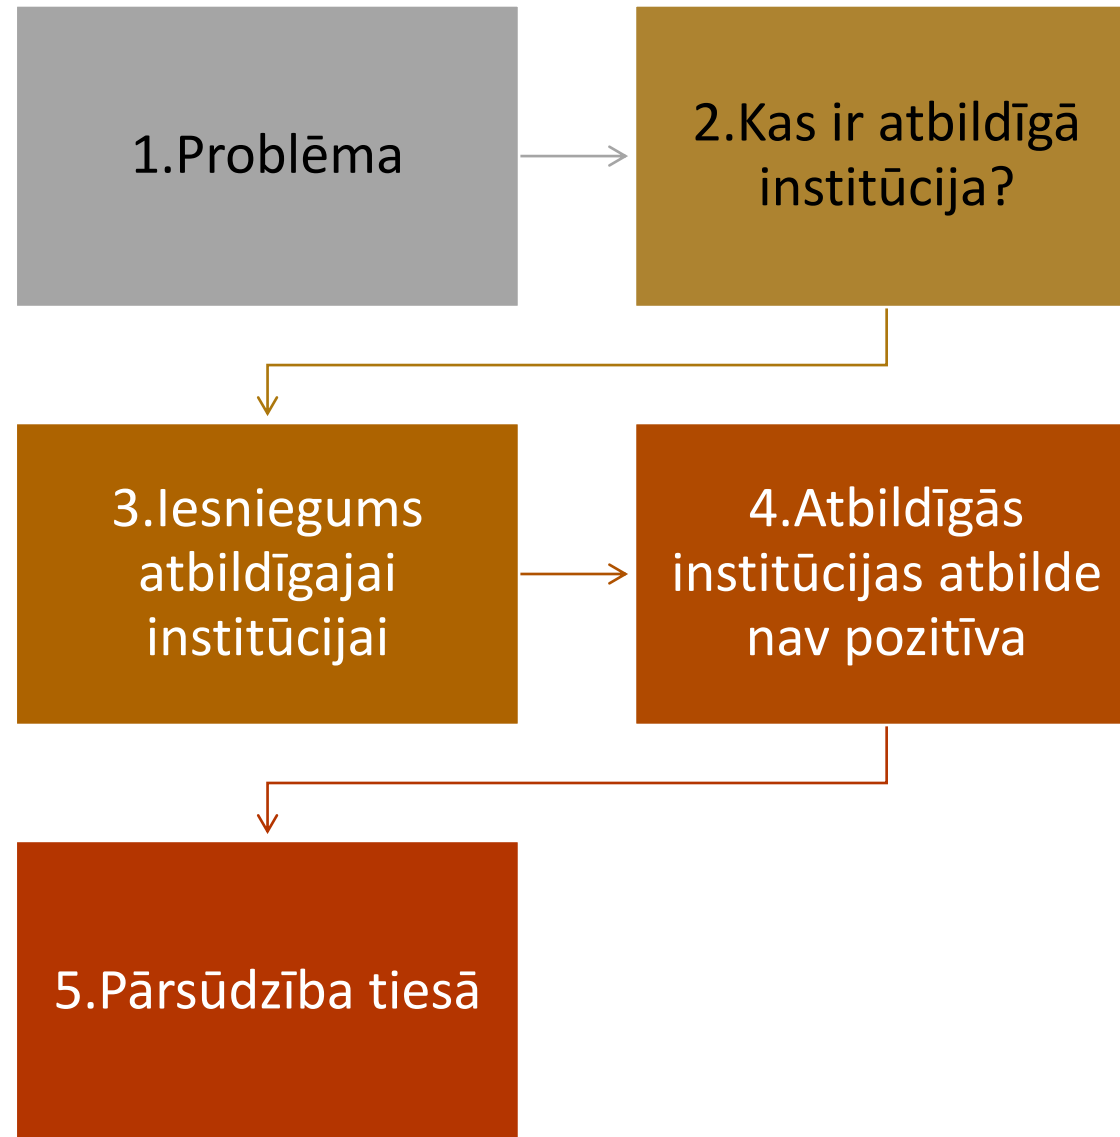 1.Problēma
2.Kas ir atbildīgā
institūcija?
3.Iesniegums
atbildīgajai
institūcijai
4.Atbildīgās
institūcijas atbilde
nav pozitīva
5.Pārsūdzība tiesā